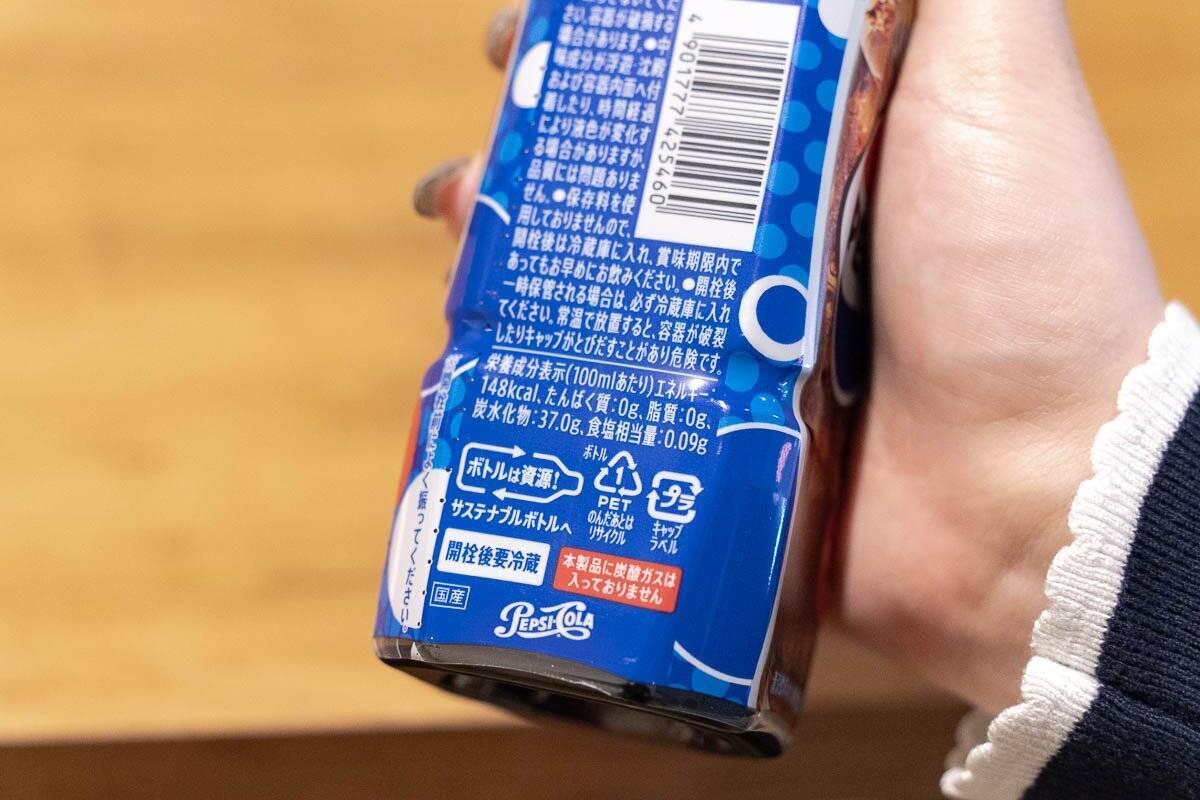 さい。容器が破損する
場合があります。●中
味成分が浮遊・沈殿
および容器内面へ付
着したり、時間経過
により液色が変化す
る場合がありますが、
品質には問題ありま
せん。●保存料を使
用しておりませんので、
開栓後は冷蔵庫に入れ、賞味期限内で
あってもお早めにお飲みください。●開栓後
一時保管される場合は、必ず冷蔵庫に入れ
てください。常温で放置すると、容器が破裂
したりキャップがとびだすことがあり危険です。
4 901777 425460
栄養成分表示(100mlあたり)エネルギー:
148kcal、たんぱく質:0g、脂質:0g、
炭水化物:37.0g、食塩相当量:0.09g
ボトルは資源!
サステナブルボトルへ
ボトル
1
PET
のんだあとは
リサイクル
プラ
キャップ
ラベル
開栓後要冷蔵
本製品に炭酸ガスは
入っておりません
国産
PEPSI-COLA
よく振ってください。